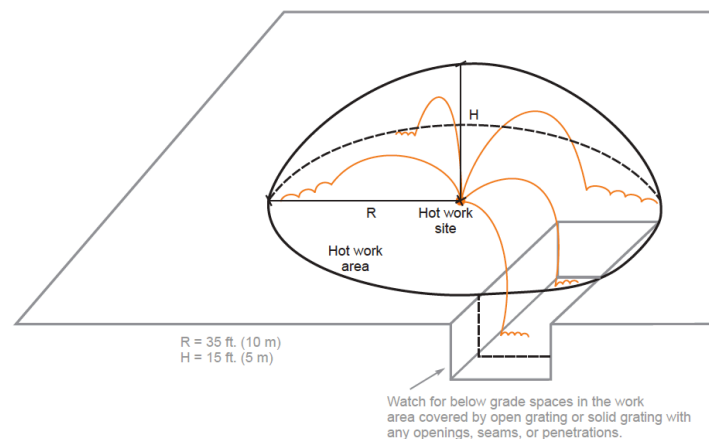 H
R
Hot work
site
Hot work
area
R = 35 ft. (10 m)
H = 15 ft. (5 m)
Watch for below grade spaces in the work
area covered by open grating or solid grating with
any openings, seams, or penetrations.